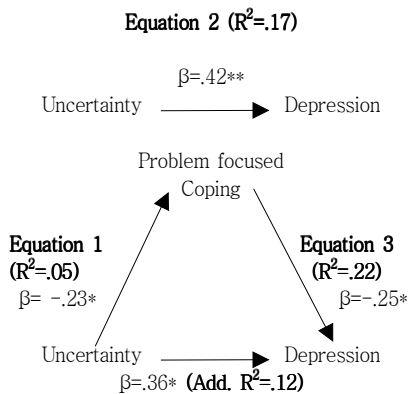 Equation 2 (R²=.17)
β=.42**
Uncertainty Depression
Problem focused
Coping
Equation 1 Equation 3
(R²=.05) (R²=.22)
β= -.23* β=-.25*
Uncertainty Depression
β=.36* (Add. R²=.12)